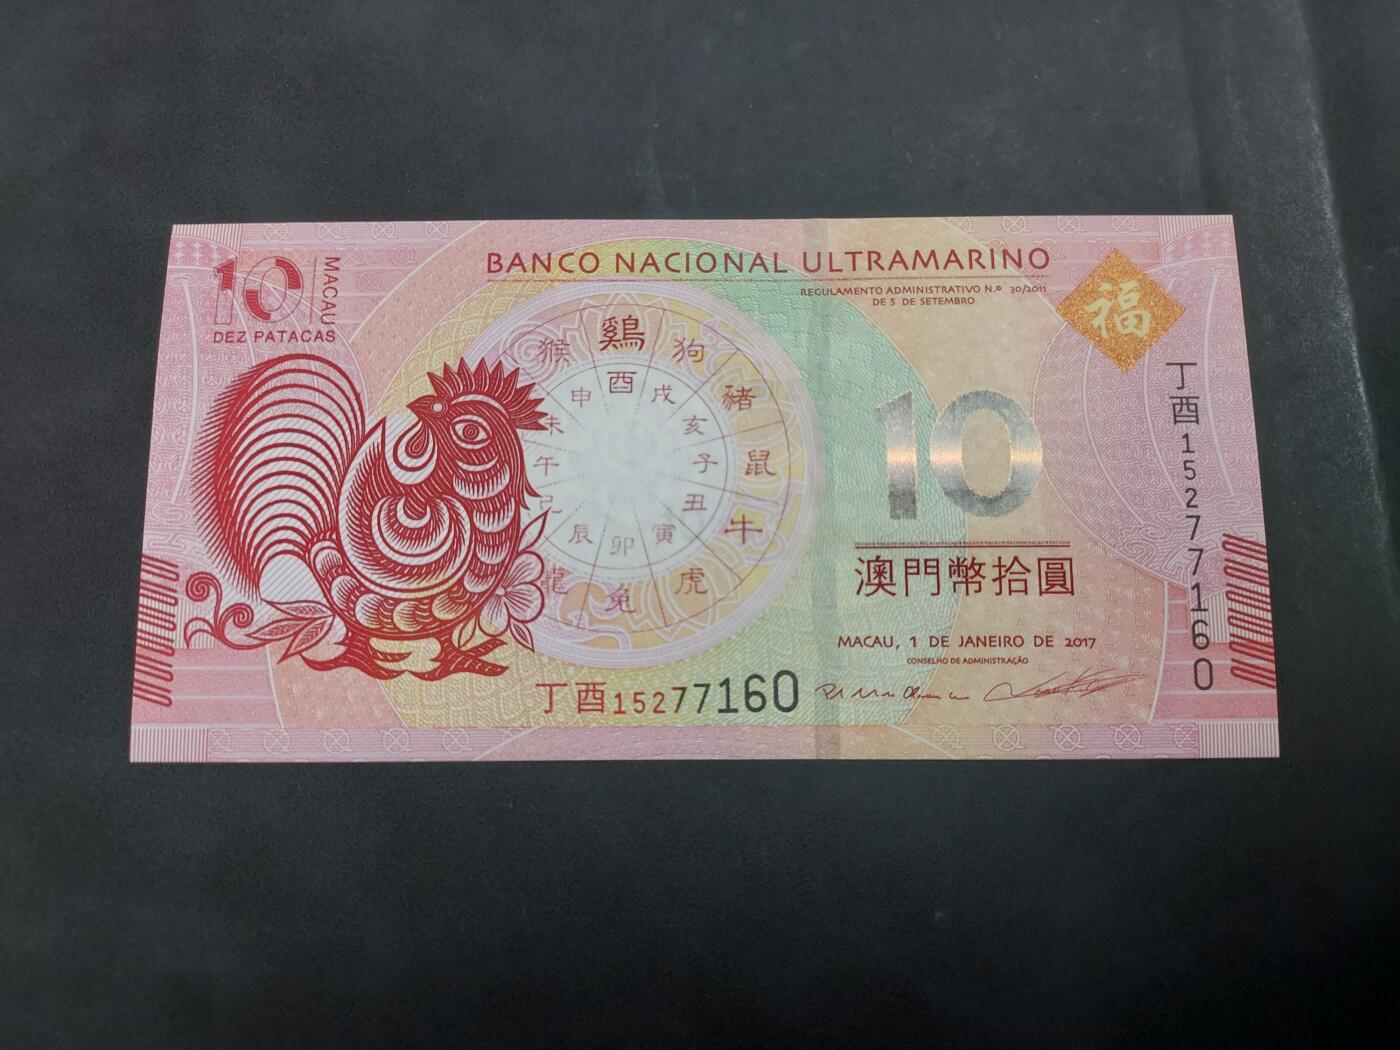 BANCO NACIONAL ULTRAMARINO
REGULAMENTO ADMINISTRATIVO N.º 30/2011
DE 5 DE SETEMBRO
10
MACAU
DEZ PATACAS
福
猴 鷄 狗 豬 鼠 牛 虎 兔 龍
未 申 酉 戌 亥 子 丑 寅 卯 辰 己 午
10
澳門幣拾圓
MACAU, 1 DE JANEIRO DE 2017
CONSELHO DE ADMINISTRAÇÃO
丁酉15277160
丁酉15277160